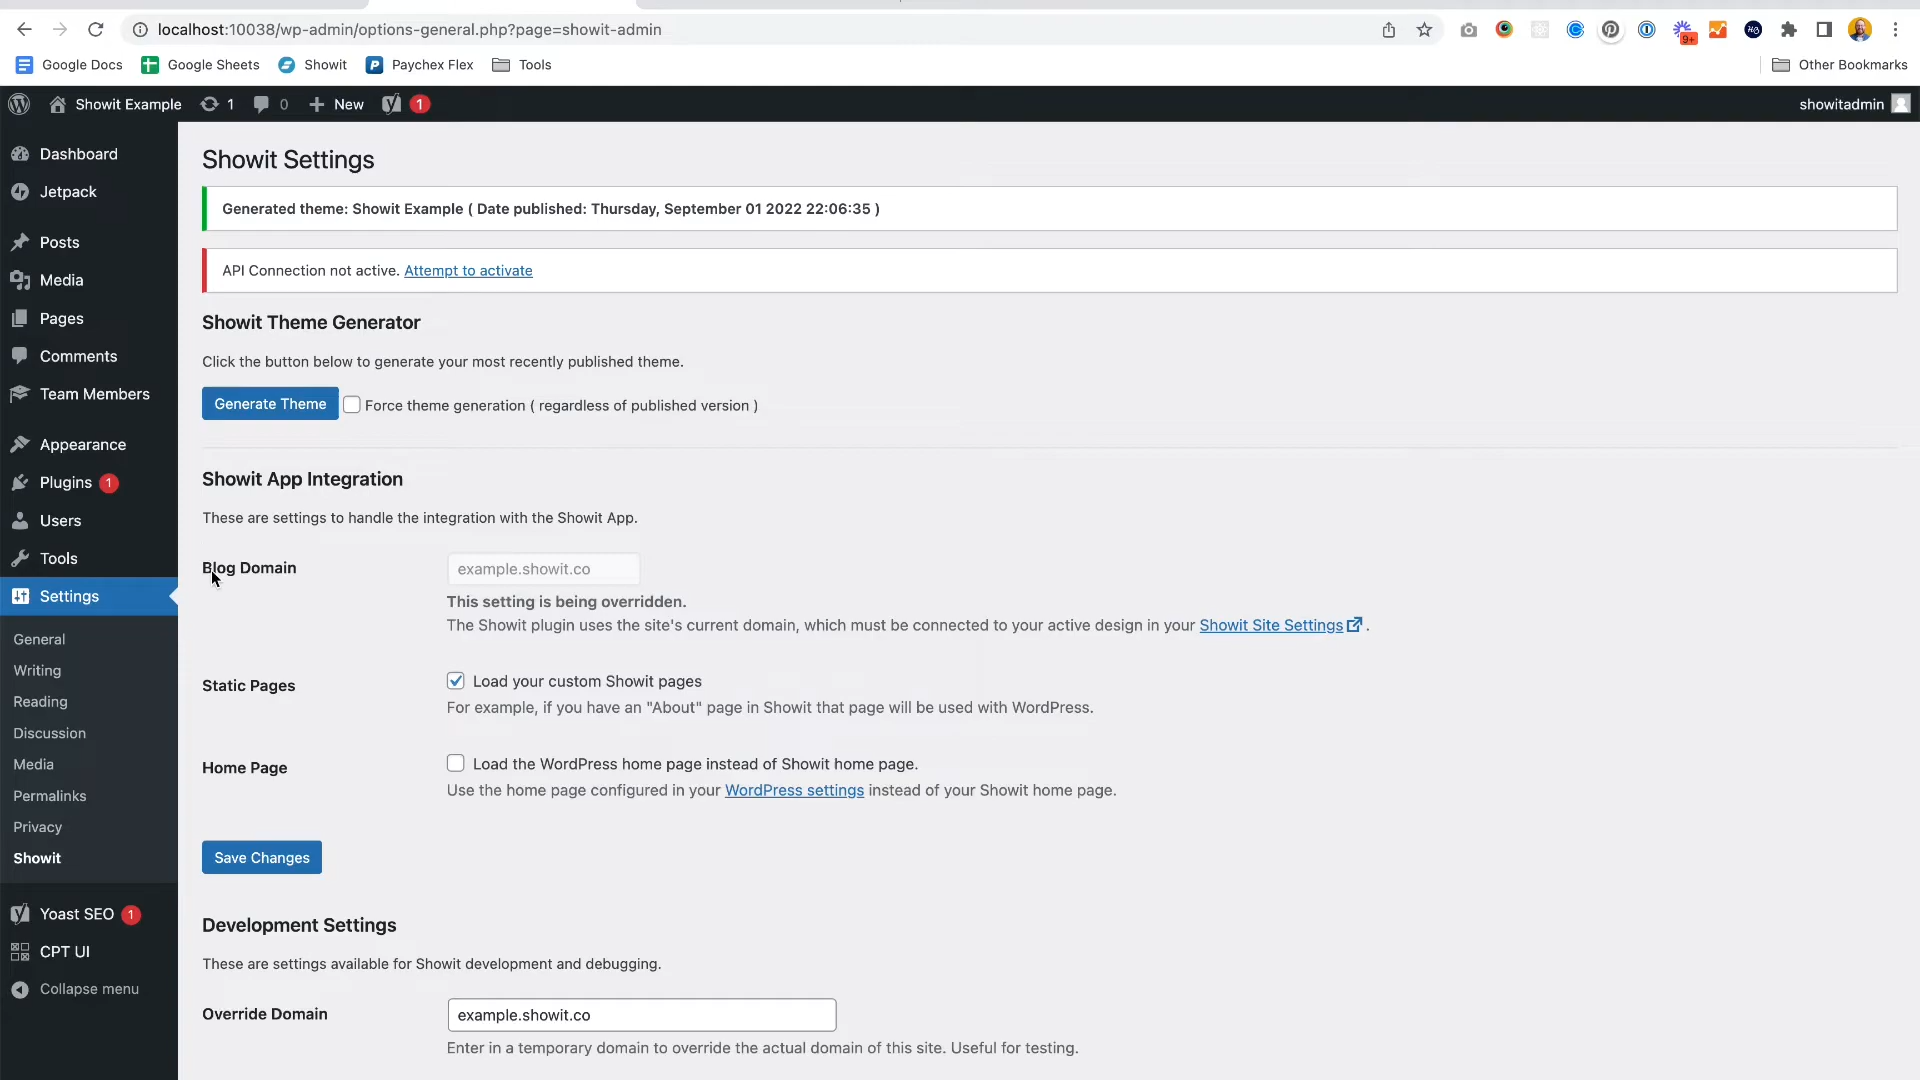 localhost:10038/wp-admin/options-general.php?page=showit-admin
9+
Google Docs
Google Sheets
Showit
Paychex Flex
Tools
Other Bookmarks
Showit Example
1
0
New
1
showitadmin
Dashboard
Jetpack
Posts
Media
Pages
Comments
Team Members
Appearance
Plugins 1
Users
Tools
Settings
General
Writing
Reading
Discussion
Media
Permalinks
Privacy
Showit
Yoast SEO 1
CPT UI
Collapse menu
Showit Settings
Generated theme: Showit Example ( Date published: Thursday, September 01 2022 22:06:35 )
API Connection not active. Attempt to activate
Showit Theme Generator
Click the button below to generate your most recently published theme.
Generate Theme
Force theme generation ( regardless of published version )
Showit App Integration
These are settings to handle the integration with the Showit App.
Blog Domain
example.showit.co
This setting is being overridden.
The Showit plugin uses the site's current domain, which must be connected to your active design in your Showit Site Settings .
Static Pages
Load your custom Showit pages
For example, if you have an "About" page in Showit that page will be used with WordPress.
Home Page
Load the WordPress home page instead of Showit home page.
Use the home page configured in your WordPress settings instead of your Showit home page.
Save Changes
Development Settings
These are settings available for Showit development and debugging.
Override Domain
example.showit.co
Enter in a temporary domain to override the actual domain of this site. Useful for testing.